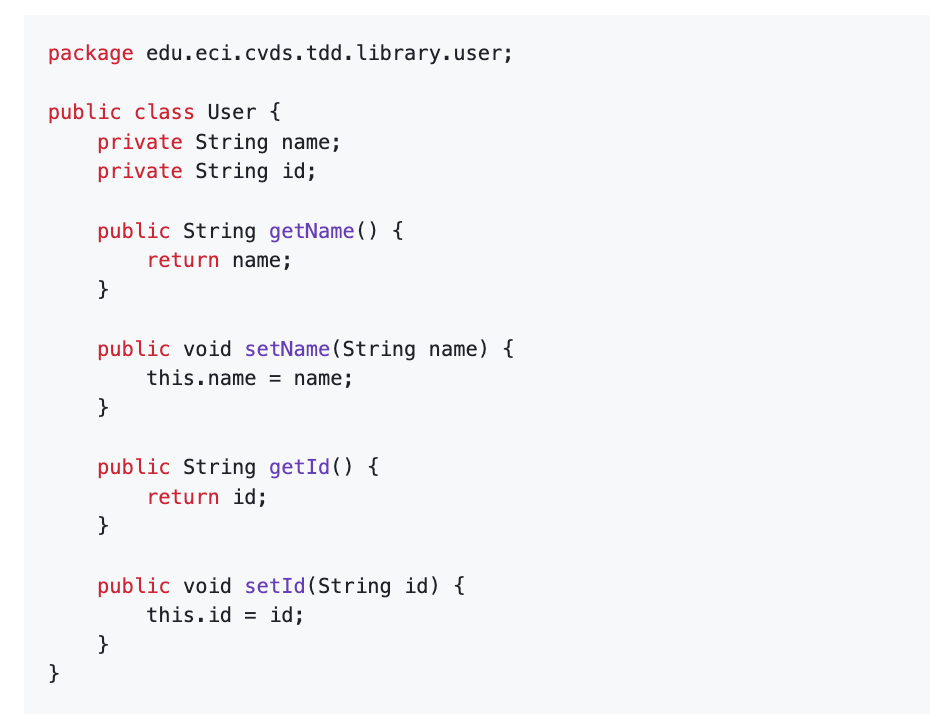 package edu.eci.cvds.tdd.library.user;
public class User {
    private String name;
    private String id;
    public String getName() {
        return name;
    }
    public void setName(String name) {
        this.name = name;
    }
    public String getId() {
        return id;
    }
    public void setId(String id) {
        this.id = id;
    }
}